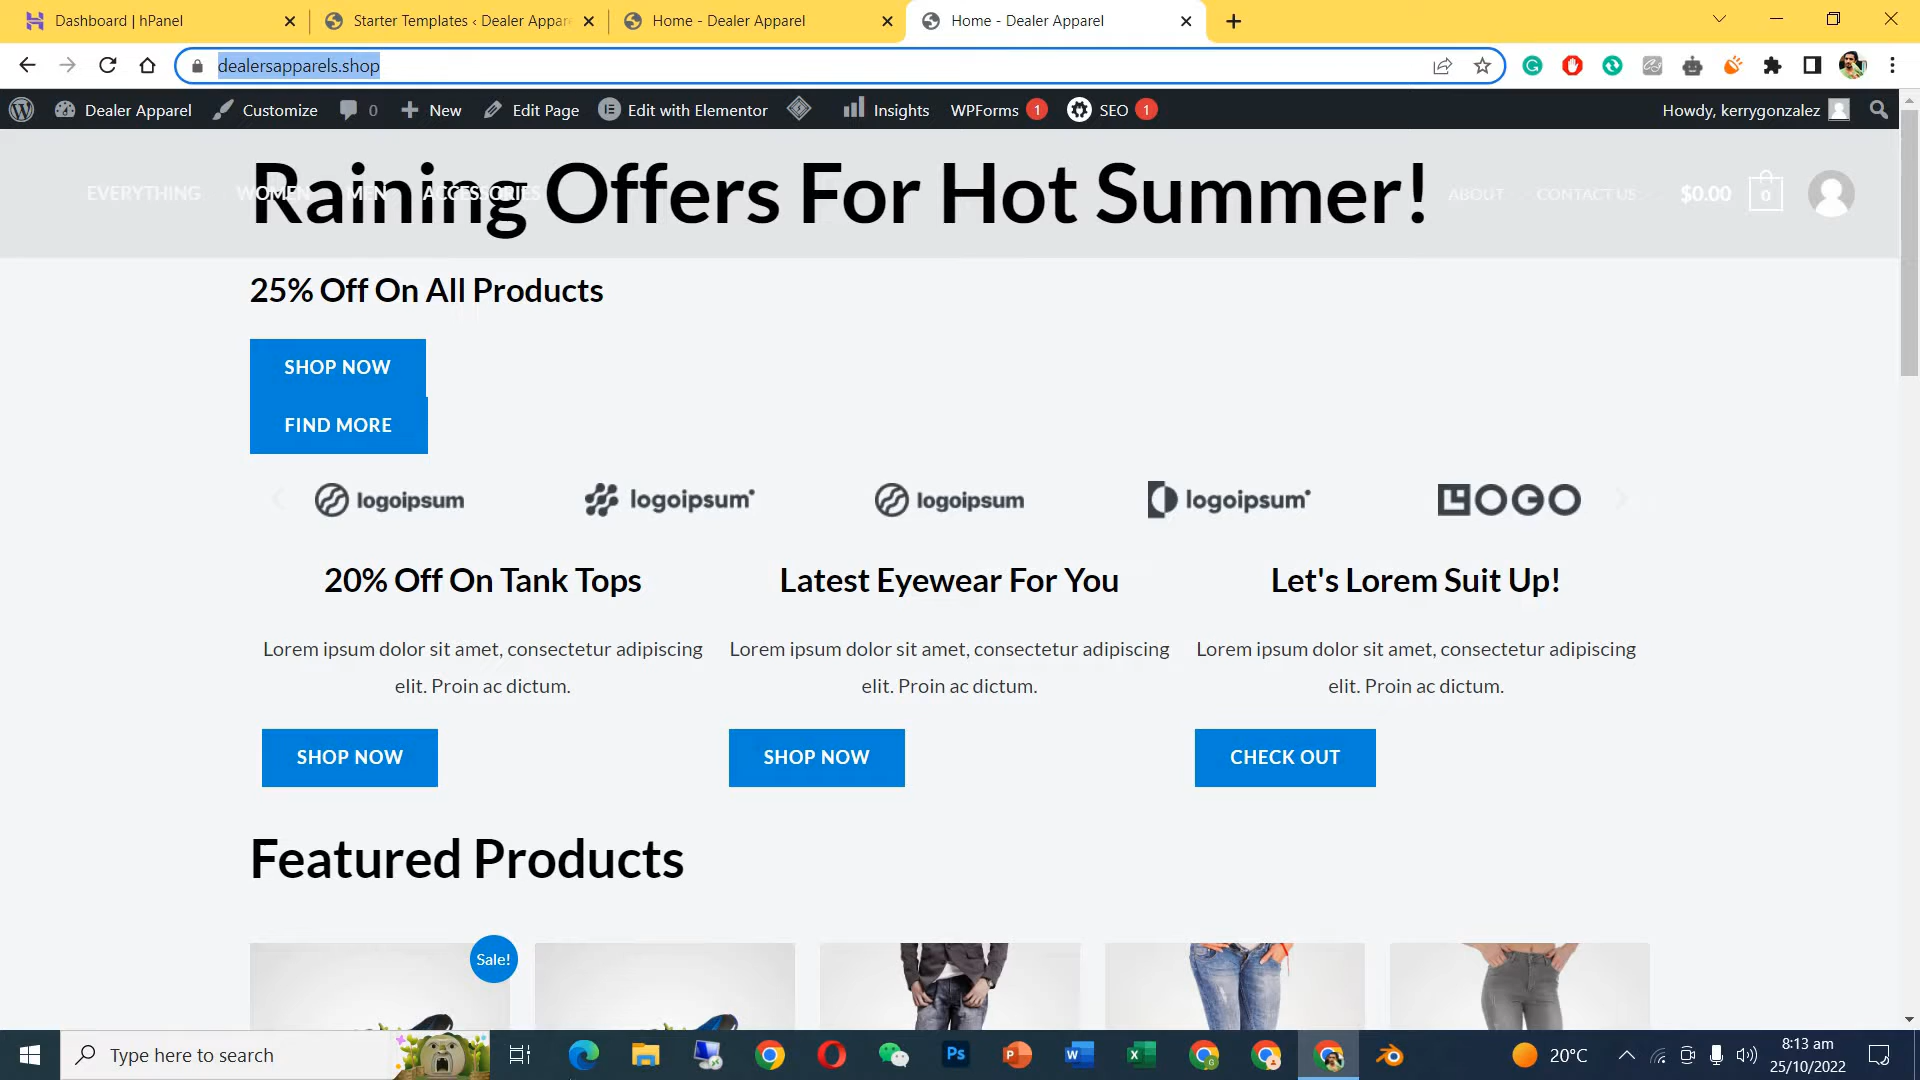 Dashboard | hPanel
Starter Templates ‹ Dealer Appar
Home - Dealer Apparel
Home - Dealer Apparel
dealersapparels.shop
Dealer Apparel
Customize
0
New
Edit Page
Edit with Elementor
Insights
WPForms 1
SEO 1
Howdy, kerrygonzalez
EVERYTHING
WOMEN
MEN
ACCESSORIES
Raining Offers For Hot Summer!
ABOUT
CONTACT US
$0.00
0
25% Off On All Products
SHOP NOW
FIND MORE
logoipsum
logoipsum
logoipsum
logoipsum
LOGO
20% Off On Tank Tops
Latest Eyewear For You
Let's Lorem Suit Up!
Lorem ipsum dolor sit amet, consectetur adipiscing
elit. Proin ac dictum.
Lorem ipsum dolor sit amet, consectetur adipiscing
elit. Proin ac dictum.
Lorem ipsum dolor sit amet, consectetur adipiscing
elit. Proin ac dictum.
SHOP NOW
SHOP NOW
CHECK OUT
Featured Products
Sale!
Type here to search
Ps
20°C
8:13 am
25/10/2022